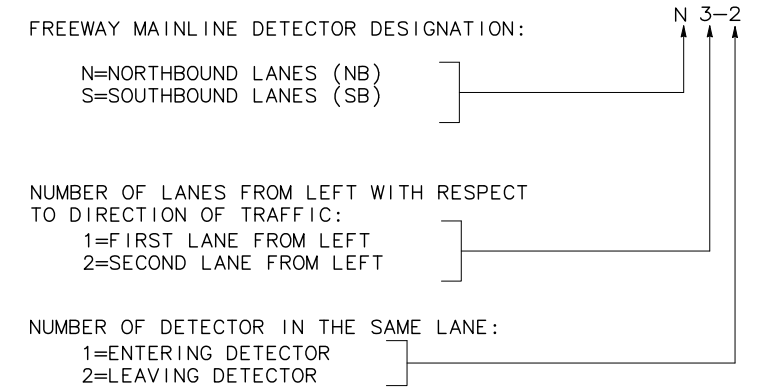 N 3-2
FREEWAY MAINLINE DETECTOR DESIGNATION:
N=NORTHBOUND LANES (NB)
S=SOUTHBOUND LANES (SB)
NUMBER OF LANES FROM LEFT WITH RESPECT
TO DIRECTION OF TRAFFIC:
1=FIRST LANE FROM LEFT
2=SECOND LANE FROM LEFT
NUMBER OF DETECTOR IN THE SAME LANE:
1=ENTERING DETECTOR
2=LEAVING DETECTOR